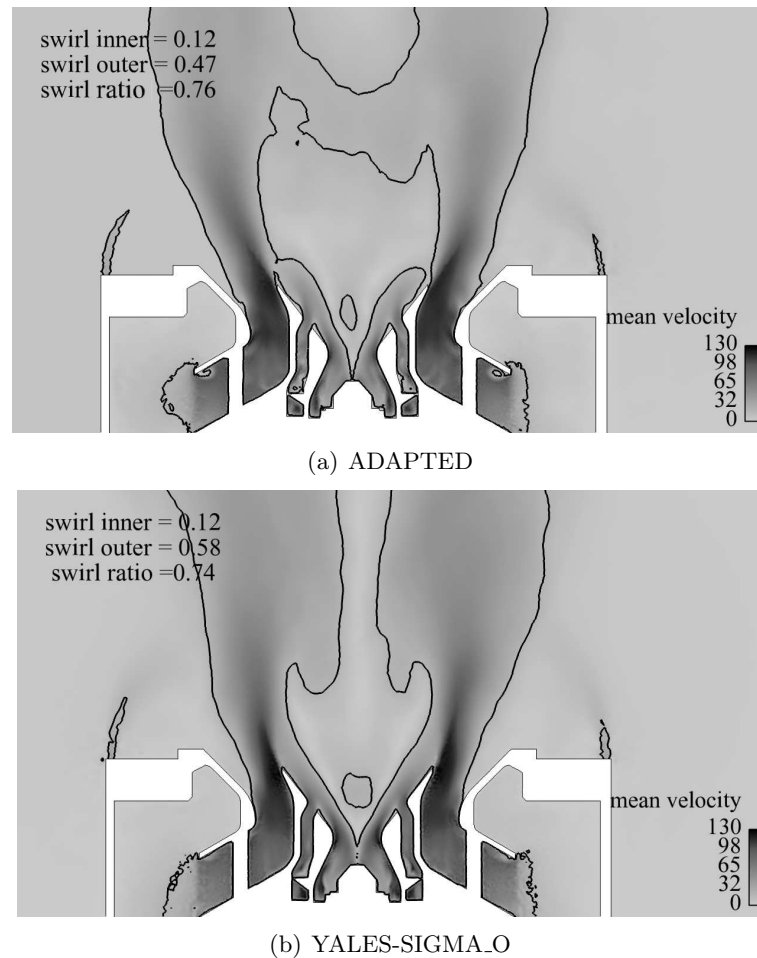 swirl inner = 0.12
swirl outer = 0.47
swirl ratio =0.76
mean velocity
130
98
65
32
0
(a) ADAPTED
swirl inner = 0.12
swirl outer = 0.58
swirl ratio =0.74
mean velocity
130
98
65
32
0
(b) YALES-SIGMA_O